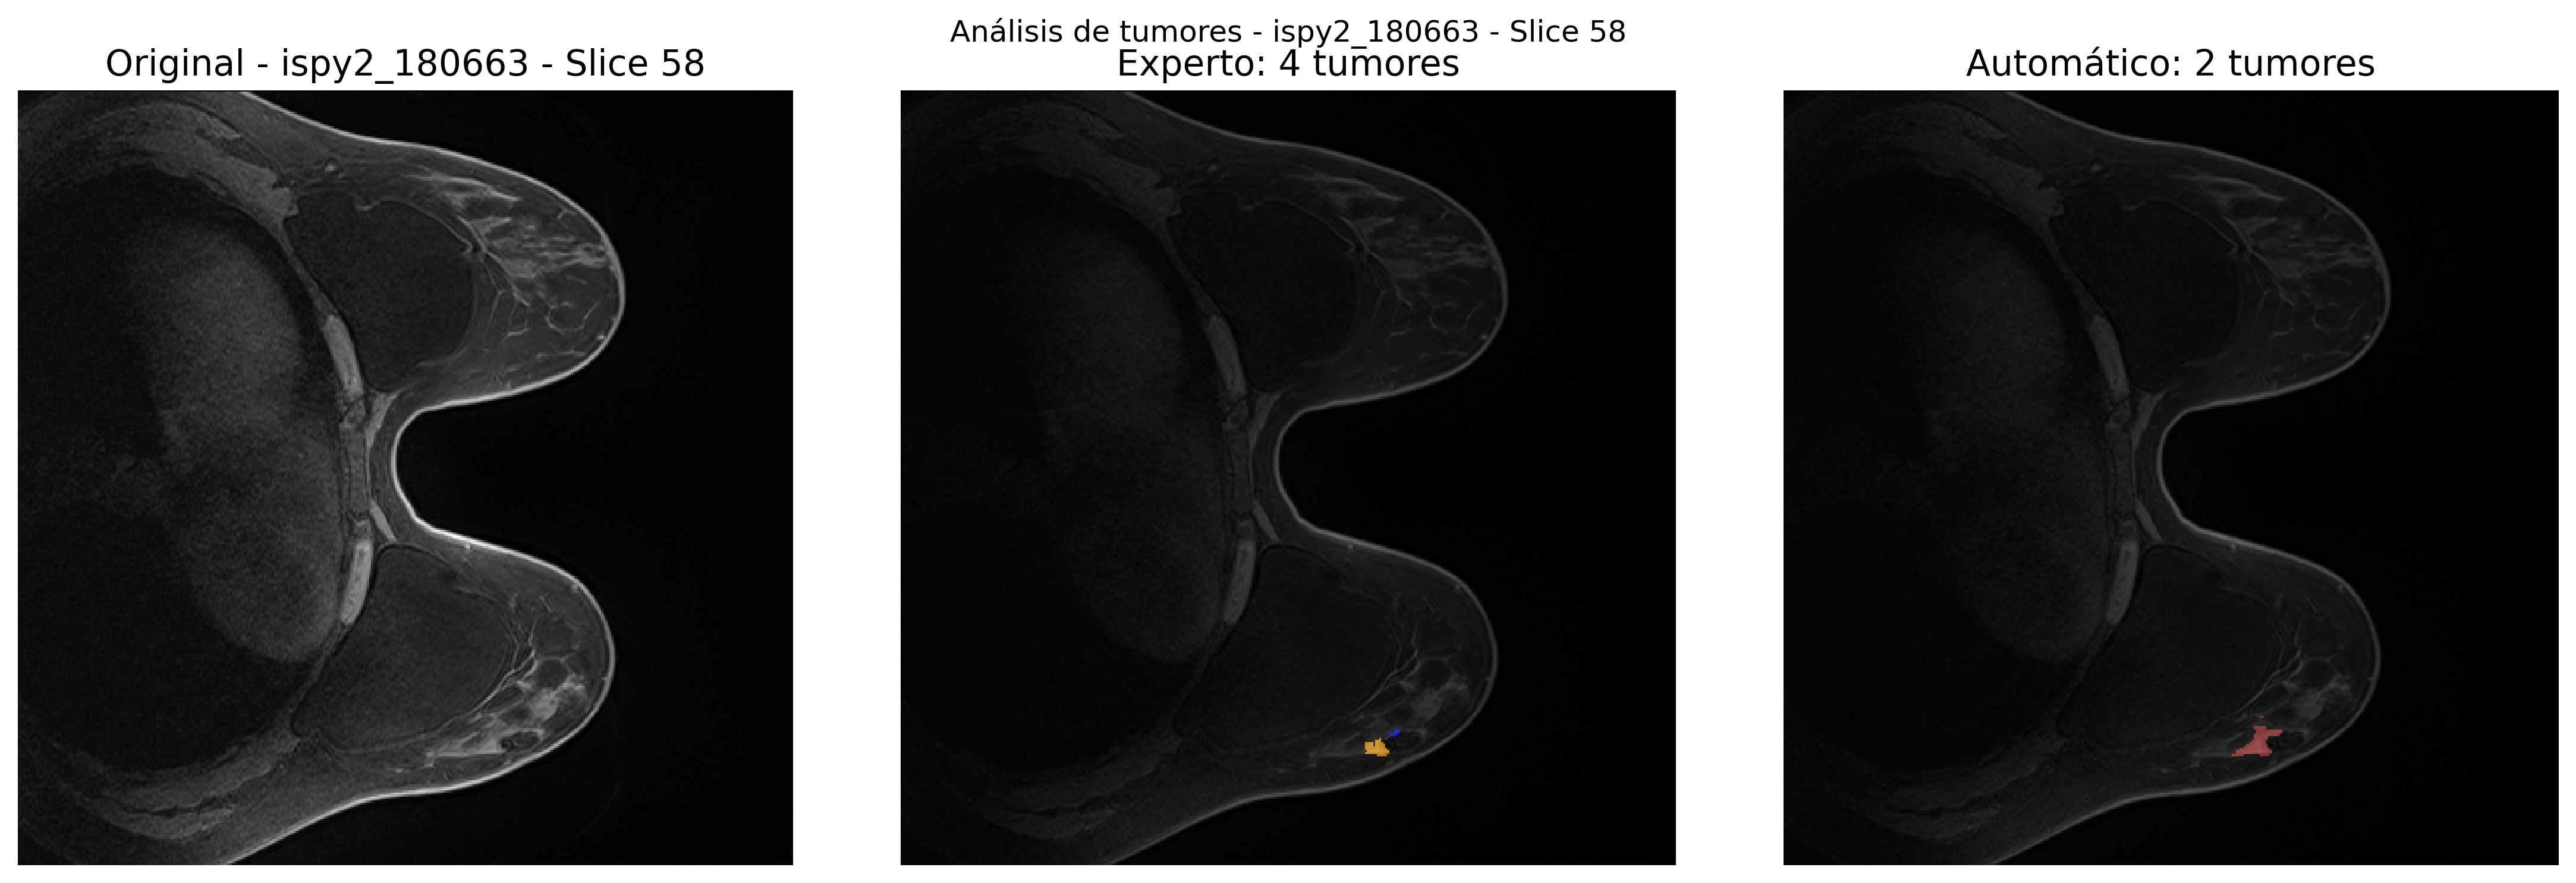 Análisis de tumores - ispy2_180663 - Slice 58
Original - ispy2_180663 - Slice 58
Experto: 4 tumores
Automático: 2 tumores